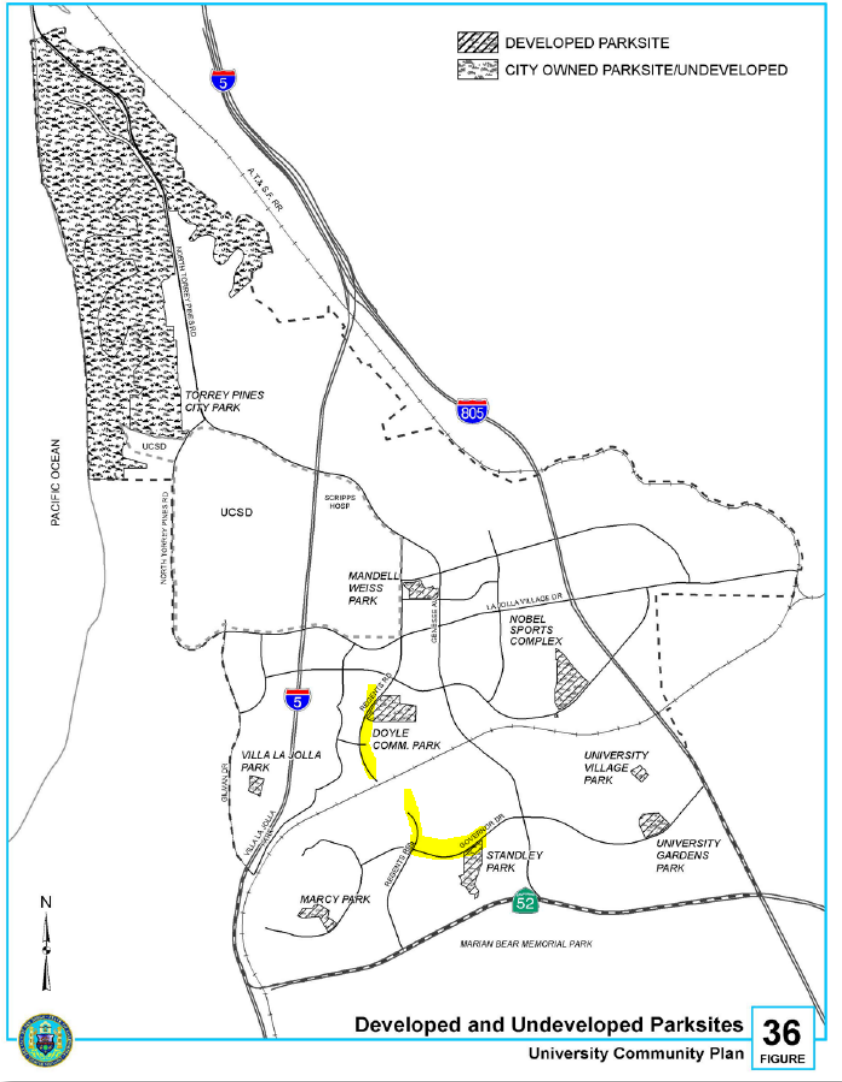 DEVELOPED PARKSITE
CITY OWNED PARKSITE/UNDEVELOPED
5
A.T.& S.F. RR
NORTH TORREY PINES RD
TORREY PINES
CITY PARK
805
UCSD
PACIFIC OCEAN
SCRIPPS
HOSP
UCSD
NORTH TORREY PINES RD
MANDELL
WEISS
PARK
GENESEE AV
LA JOLLA VILLAGE DR
NOBEL
SPORTS
COMPLEX
REGENTS RD
5
DOYLE
COMM. PARK
VILLA LA JOLLA
PARK
GILMAN DR
UNIVERSITY
VILLAGE
PARK
VILLA LA JOLLA
GOVERNOR DR
REGENTS RD
STANDLEY
PARK
UNIVERSITY
GARDENS
PARK
MARCY PARK
52
N
MARIAN BEAR MEMORIAL PARK
Developed and Undeveloped Parksites
University Community Plan
36
FIGURE